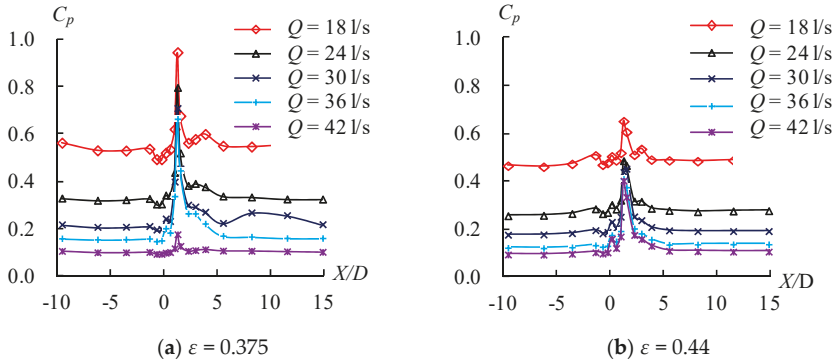 C_p
Q = 18 l/s
Q = 24 l/s
Q = 30 l/s
Q = 36 l/s
Q = 42 l/s
1.0
0.8
0.6
0.4
0.2
0.0
X/D
-10 -5 0 5 10 15
(a) ε = 0.375
C_p
Q = 18 l/s
Q = 24 l/s
Q = 30 l/s
Q = 36 l/s
Q = 42 l/s
1.0
0.8
0.6
0.4
0.2
0.0
X/D
-10 -5 0 5 10 15
(b) ε = 0.44